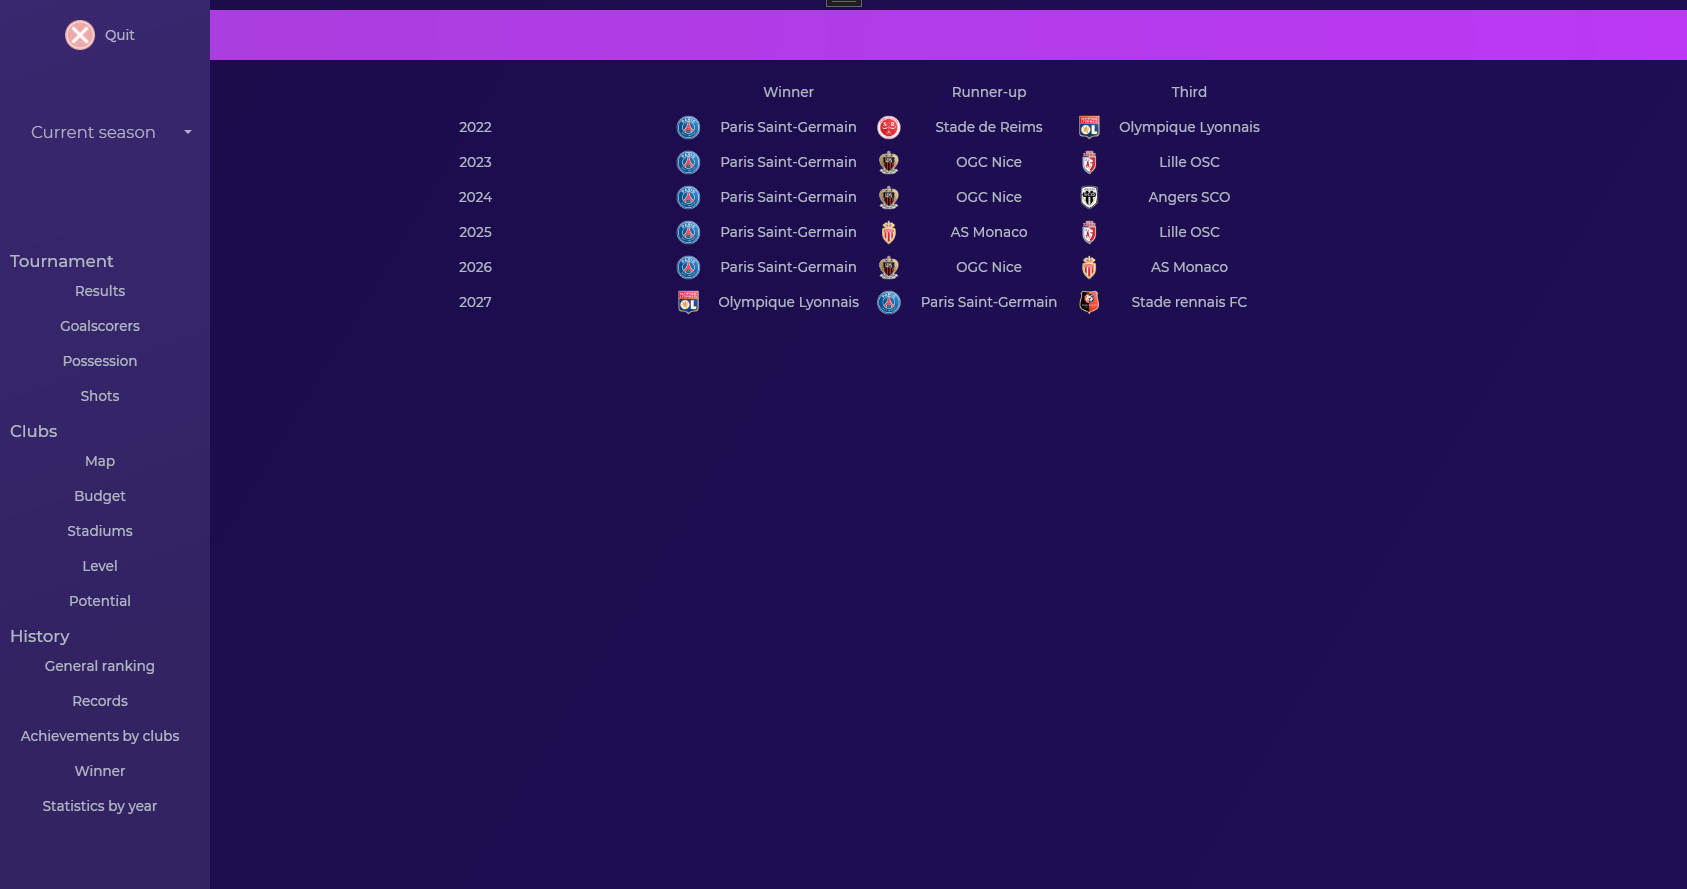 Quit
Current season
Tournament
Results
Goalscorers
Possession
Shots
Clubs
Map
Budget
Stadiums
Level
Potential
History
General ranking
Records
Achievements by clubs
Winner
Statistics by year
Winner Runner-up Third
2022 Paris Saint-Germain Stade de Reims Olympique Lyonnais
2023 Paris Saint-Germain OGC Nice Lille OSC
2024 Paris Saint-Germain OGC Nice Angers SCO
2025 Paris Saint-Germain AS Monaco Lille OSC
2026 Paris Saint-Germain OGC Nice AS Monaco
2027 Olympique Lyonnais Paris Saint-Germain Stade rennais FC